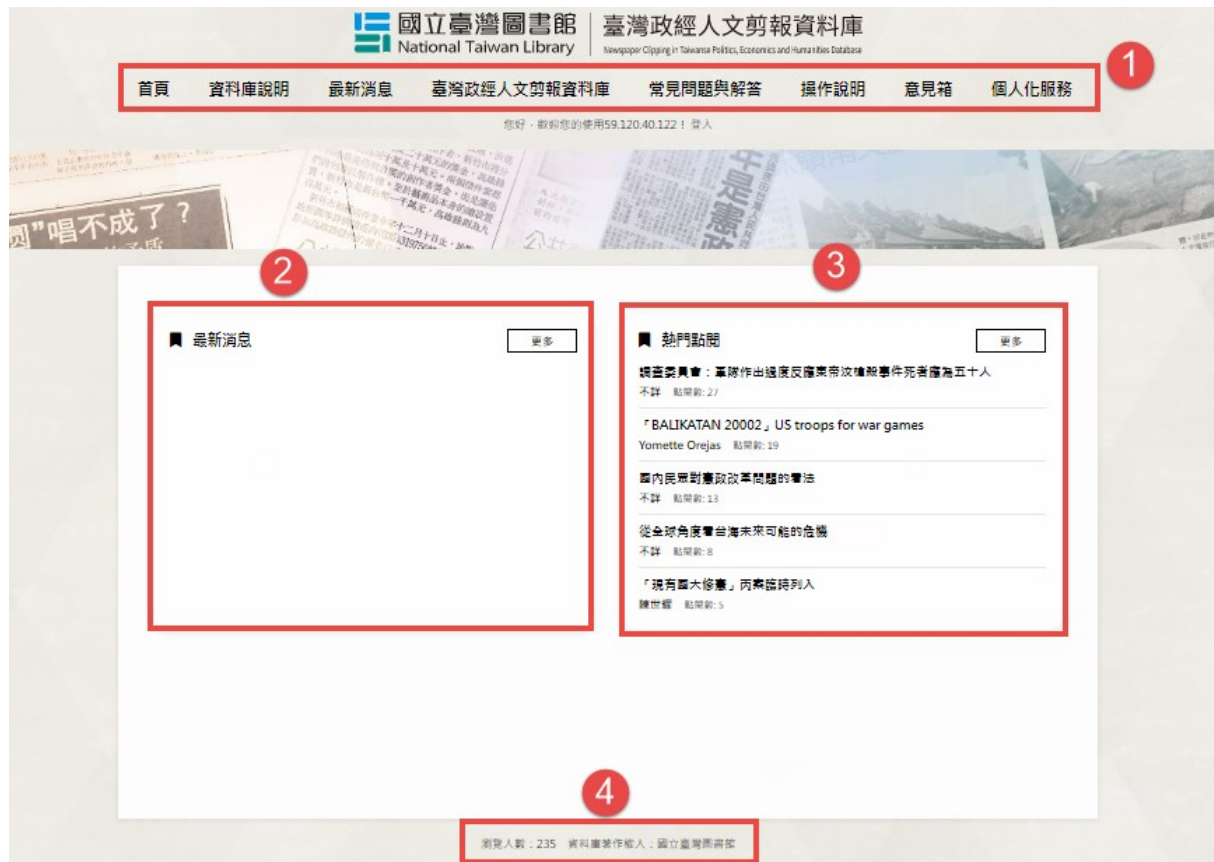 國立臺灣圖書館
National Taiwan Library
臺灣政經人文剪報資料庫
Newspaper Clipping in Taiwanse Politics, Economics and Humanities Database
1
首頁 資料庫說明 最新消息 臺灣政經人文剪報資料庫 常見問題與解答 操作說明 意見箱 個人化服務
您好，歡迎您的使用59.120.40.122！ 登入
唱不成了？
2
3
最新消息
更多
熱門點閱
更多
調查委員會：軍隊作出過度反應東帝汶槍殺事件死者應為五十人
不詳 點閱數: 27
「BALIKATAN 20002」US troops for war games
Yomette Orejas 點閱數: 19
國內民眾對憲政改革問題的看法
不詳 點閱數: 13
從全球角度看台海未來可能的危機
不詳 點閱數: 8
「現有國大修憲」丙案臨時列入
陳世耀 點閱數: 5
4
瀏覽人數：235 資料庫著作權人：國立臺灣圖書館